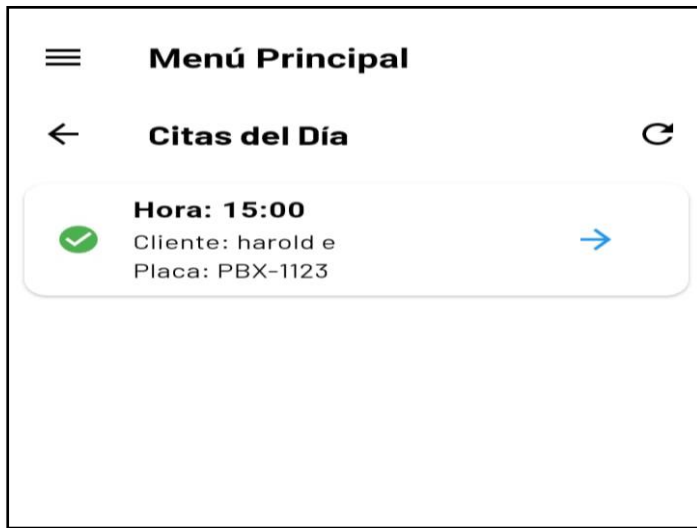 Menú Principal
Citas del Día
Hora: 15:00
Cliente: harold e
Placa: PBX-1123